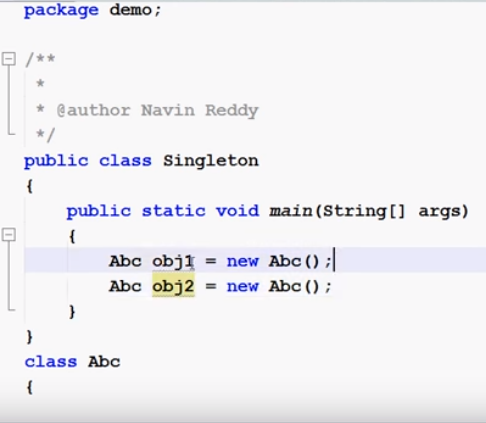 package demo;
/**
*
* @author Navin Reddy
*/
public class Singleton
{
public static void main(String[] args)
{
Abc obj1 = new Abc();
Abc obj2 = new Abc();
}
}
class Abc
{